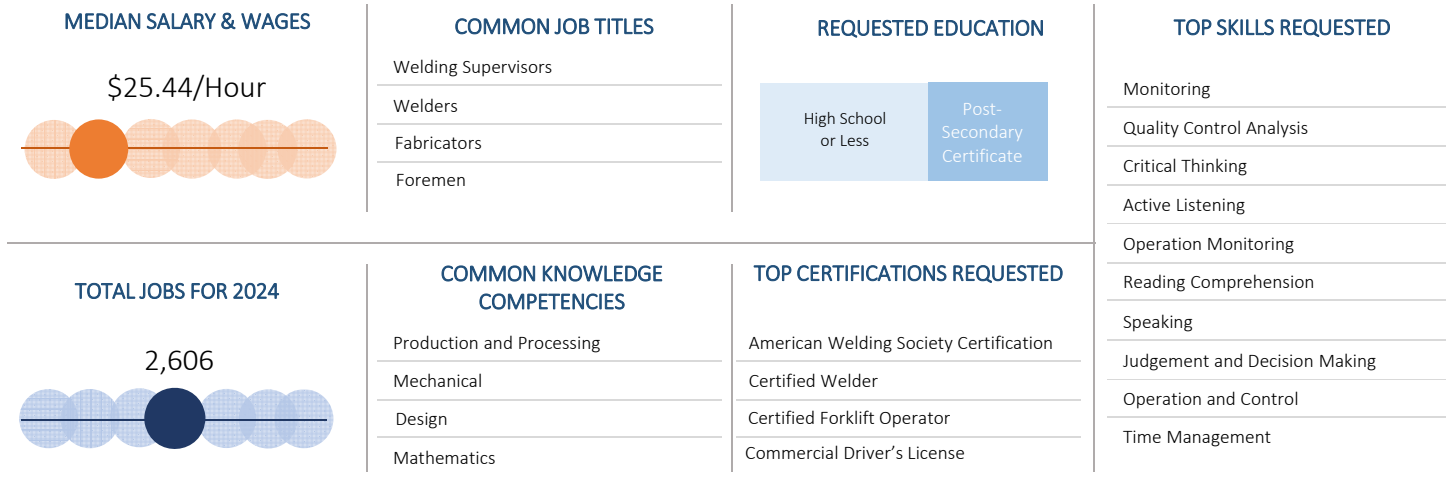 MEDIAN SALARY & WAGES
$25.44/Hour
COMMON JOB TITLES
Welding Supervisors
Welders
Fabricators
Foremen
REQUESTED EDUCATION
High School
or Less
Post-
Secondary
Certificate
TOP SKILLS REQUESTED
Monitoring
Quality Control Analysis
Critical Thinking
Active Listening
Operation Monitoring
Reading Comprehension
Speaking
Judgement and Decision Making
Operation and Control
Time Management
TOTAL JOBS FOR 2024
2,606
COMMON KNOWLEDGE
COMPETENCIES
Production and Processing
Mechanical
Design
Mathematics
TOP CERTIFICATIONS REQUESTED
American Welding Society Certification
Certified Welder
Certified Forklift Operator
Commercial Driver’s License